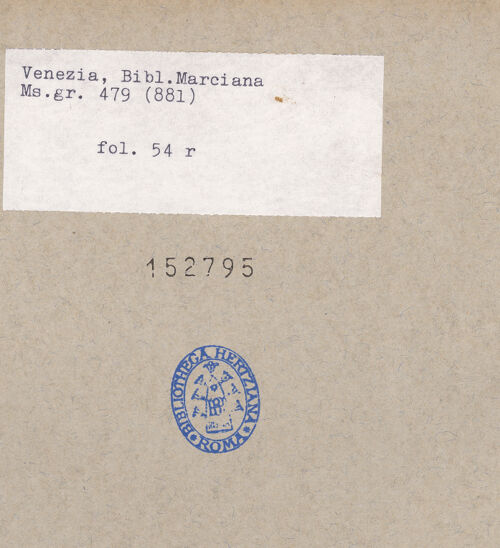 Venezia, Bibl.Marciana
Ms.gr. 479 (881)
fol. 54 r
152795
BIBLIOTHECA HERTZIANA
ROMA